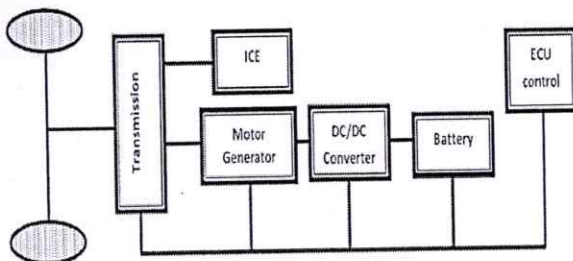 ICE
ECU
control
Transmission
Motor
Generator
DC/DC
Converter
Battery